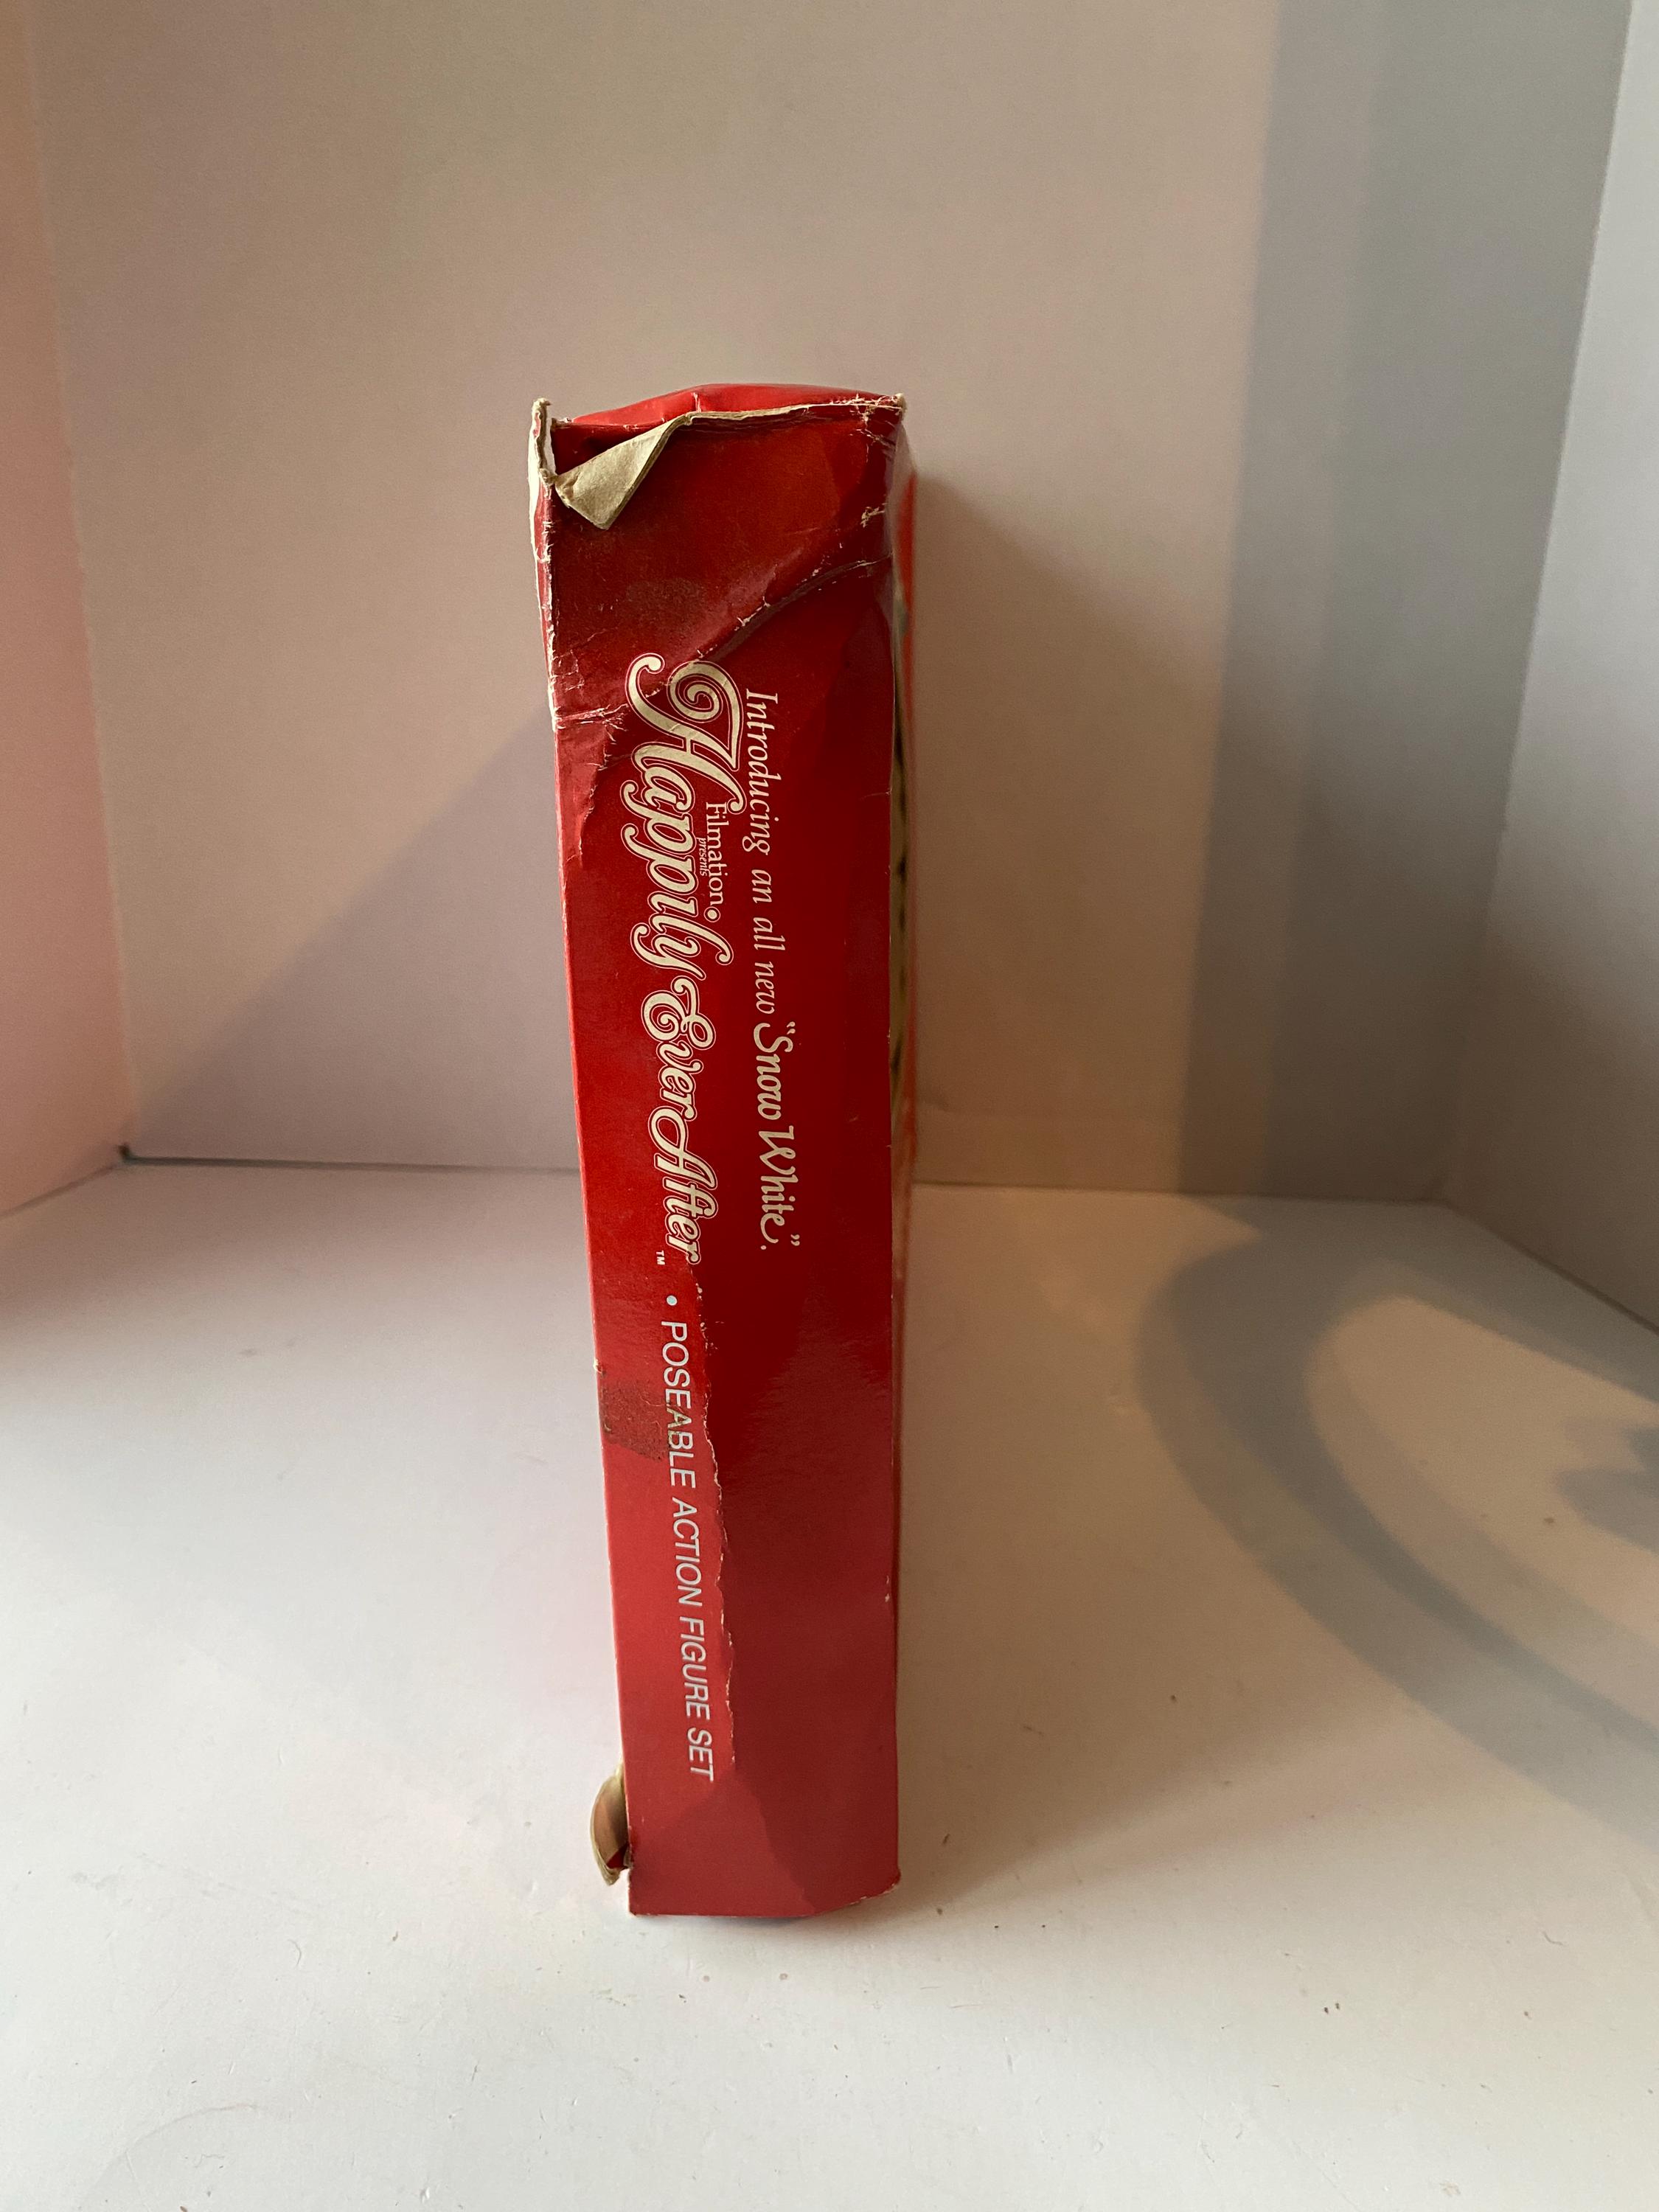 Introducing an all new "Snow White".
Filmation
presents
Happily Ever After™ • POSEABLE ACTION FIGURE SET